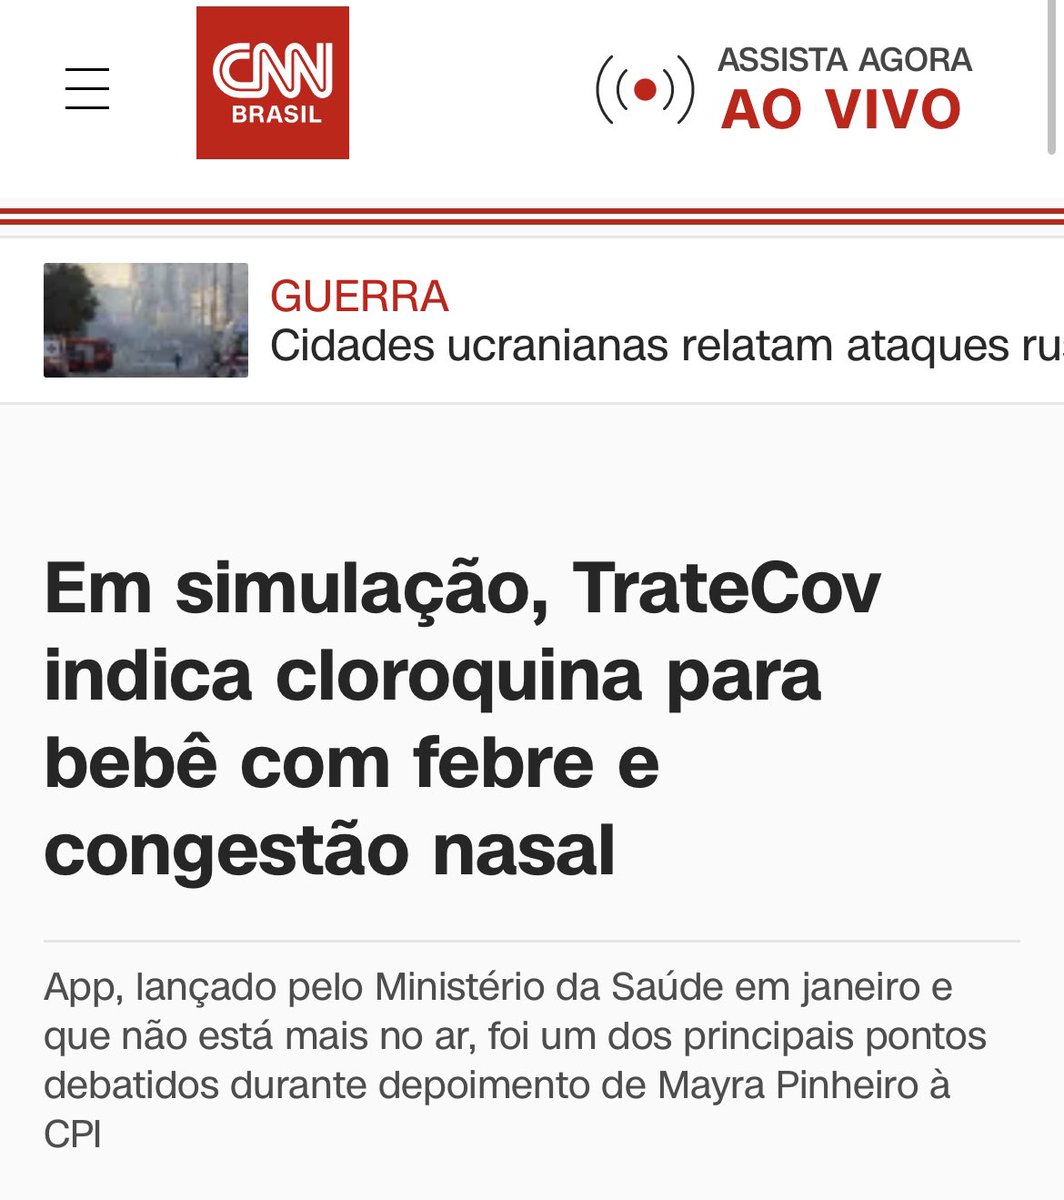 CNN
BRASIL
ASSISTA AGORA
AO VIVO
GUERRA
Cidades ucranianas relatam ataques
Em simulação, TrateCov
indica cloroquina para
bebê com febre e
congestão nasal
App, lançado pelo Ministério da Saúde em janeiro e
que não está mais no ar, foi um dos principais pontos
debatidos durante depoimento de Mayra Pinheiro à
CPI